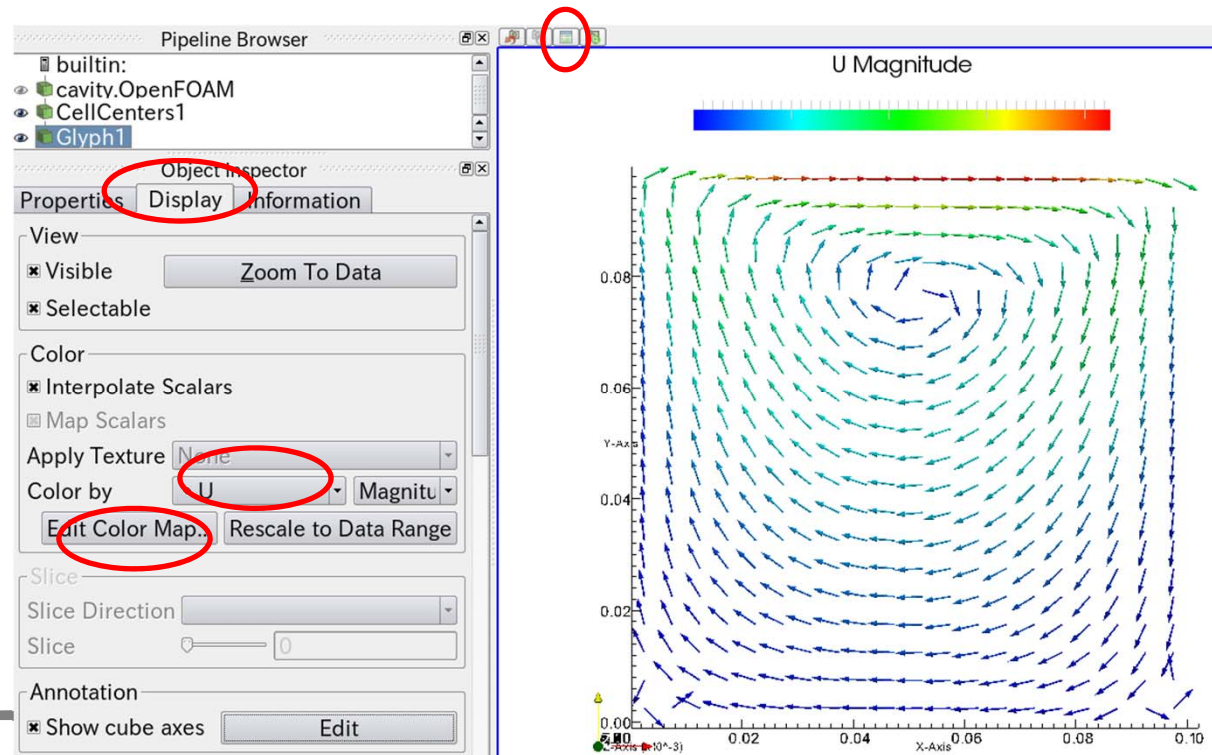 Pipeline Browser
builtin:
cavity.OpenFOAM
CellCenters1
Glyph1
Object Inspector
Properties Display Information
View
Visible Zoom To Data
Selectable
Color
Interpolate Scalars
Map Scalars
Apply Texture None
Color by U Magnitu
Edit Color Map.. Rescale to Data Range
Slice
Slice Direction
Slice 0
Annotation
Show cube axes Edit
U Magnitude
0.08
0.06
Y-Axis
0.04
0.02
0.00
0.02 0.04 0.06 0.08 0.10
X-Axis